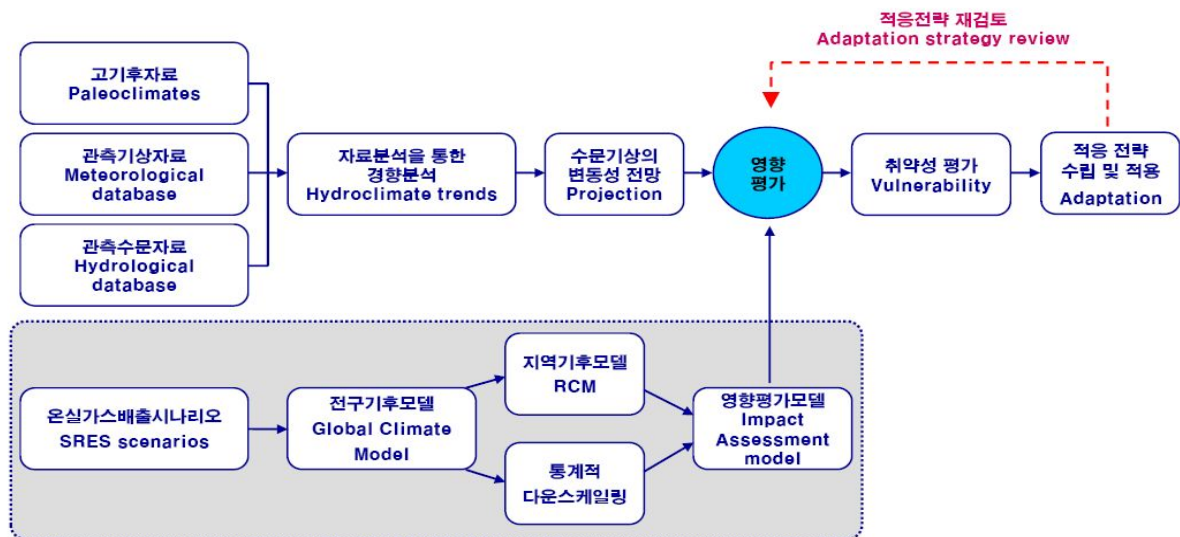 적응전략 재검토
Adaptation strategy review
고기후자료
Paleoclimates
관측기상자료
Meteorological
database
관측수문자료
Hydrological
database
자료분석을 통한
경향분석
Hydroclimate trends
수문기상의
변동성 전망
Projection
영향
평가
취약성 평가
Vulnerability
적응 전략
수립 및 적용
Adaptation
온실가스배출시나리오
SRES scenarios
전구기후모델
Global Climate
Model
지역기후모델
RCM
통계적
다운스케일링
영향평가모델
Impact
Assessment
model